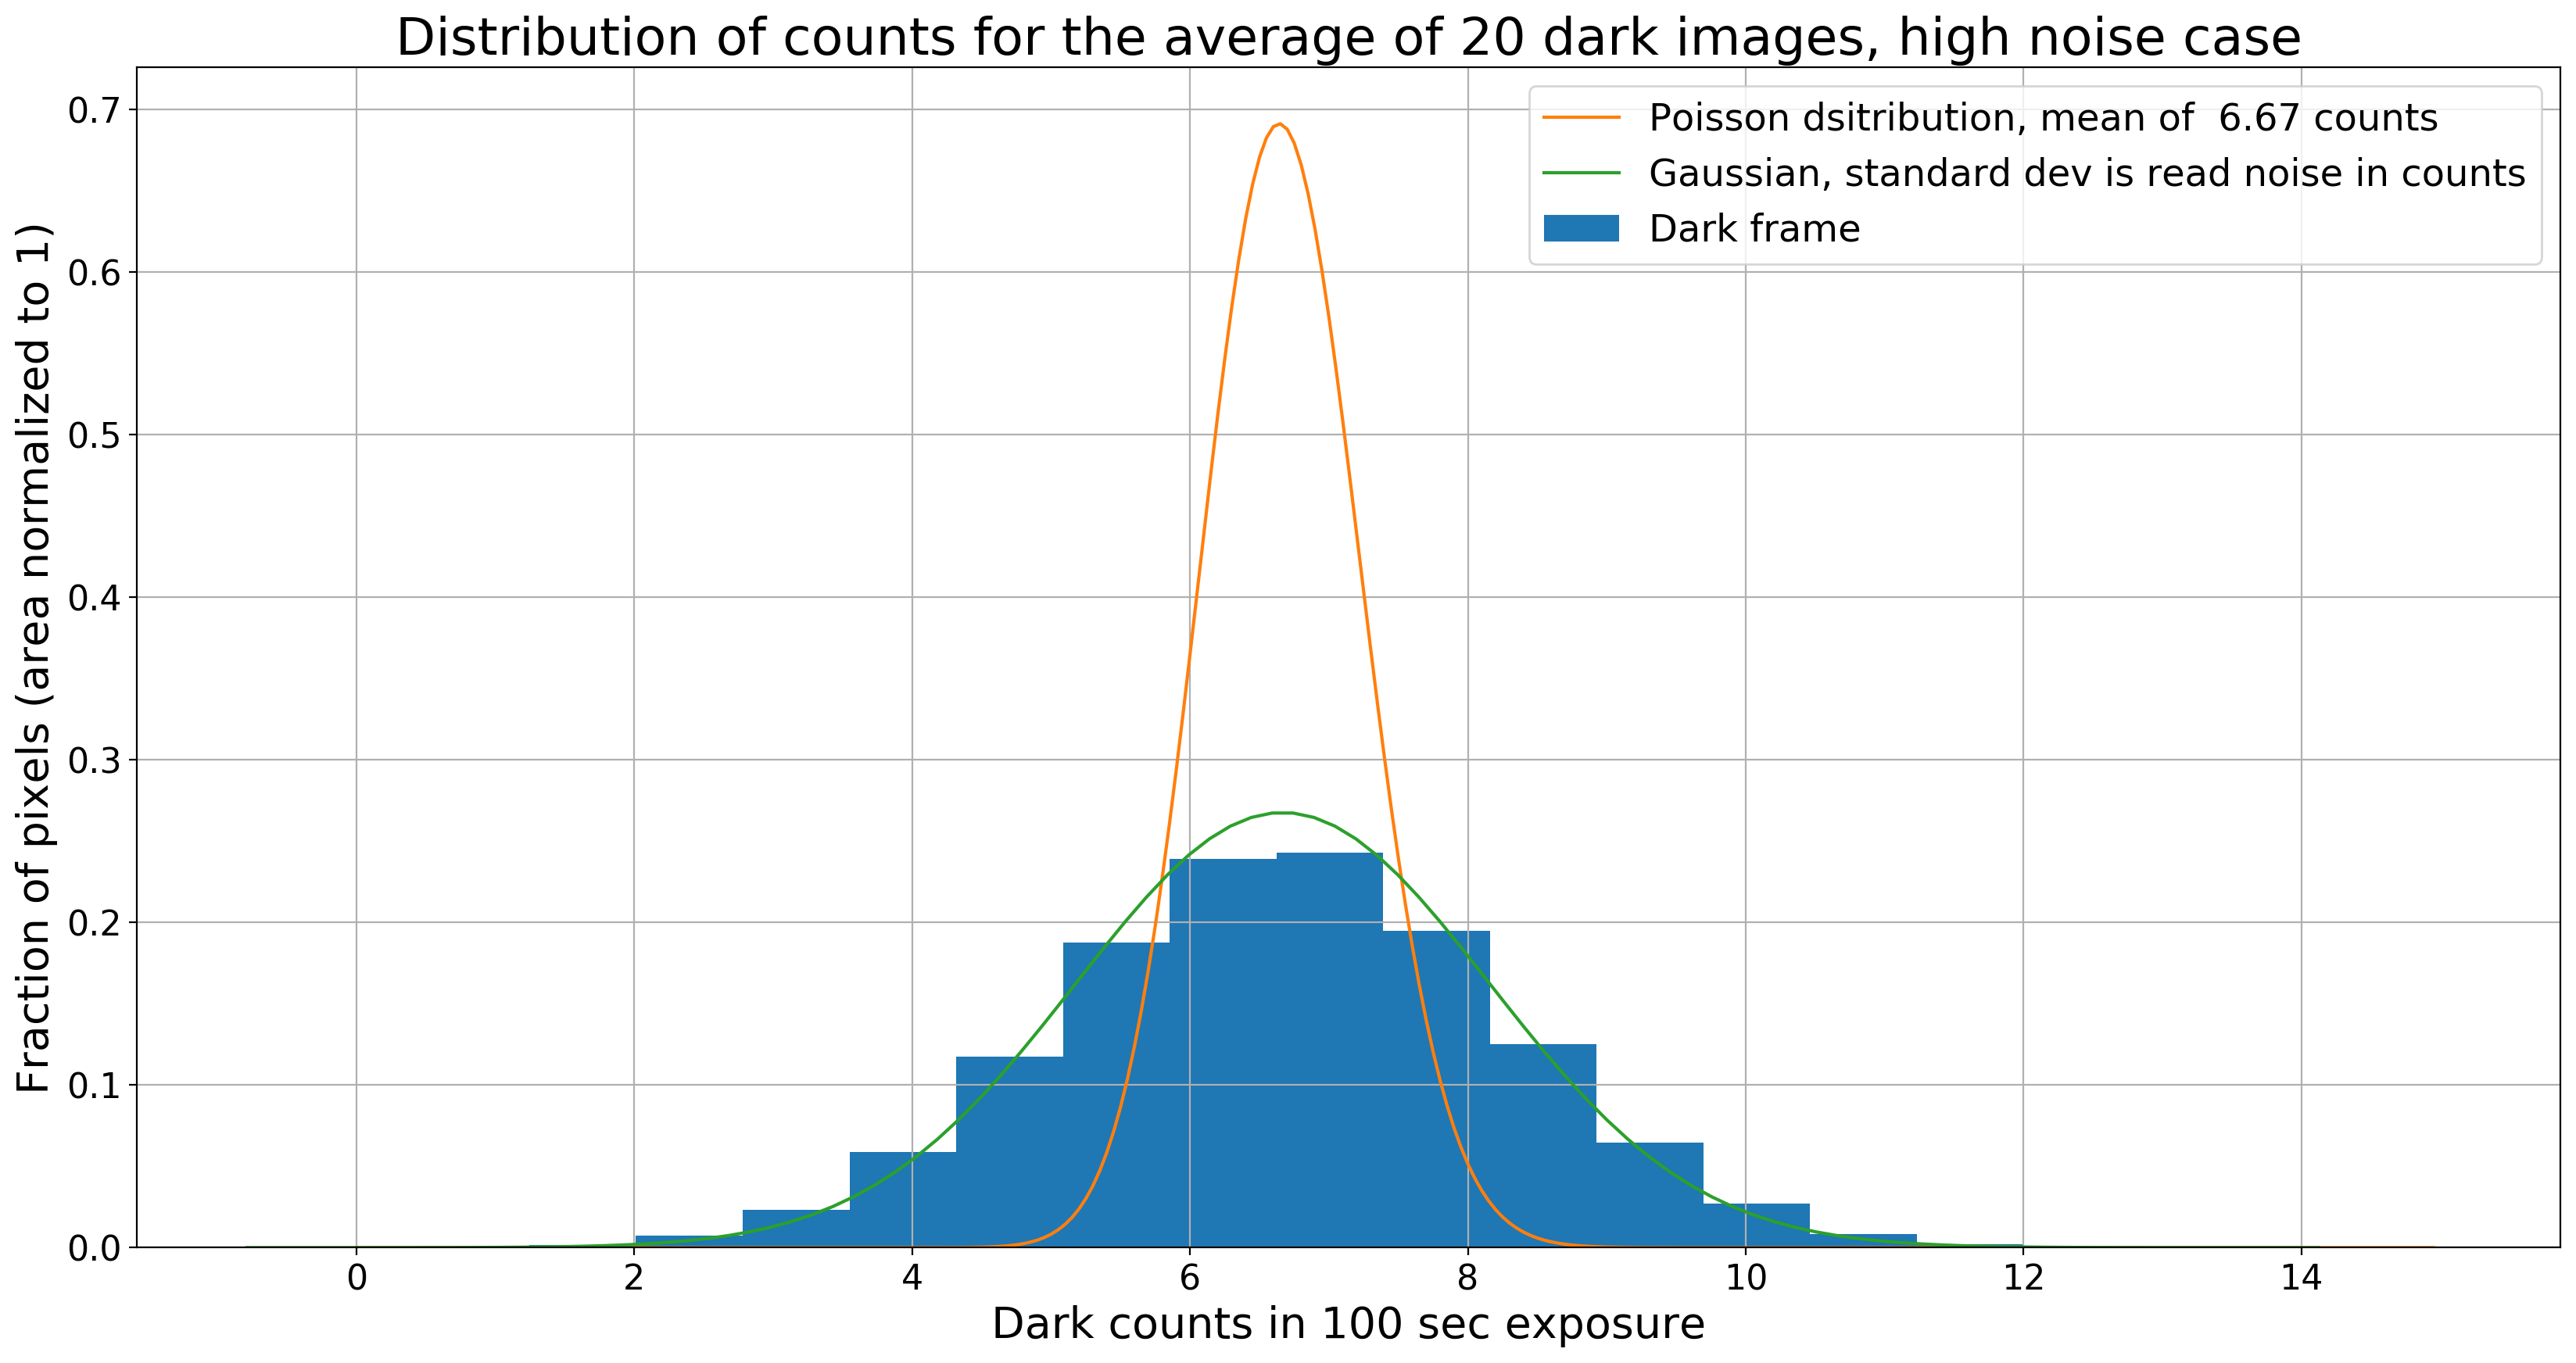 Distribution of counts for the average of 20 dark images, high noise case
Poisson dsitribution, mean of  6.67 counts
Gaussian, standard dev is read noise in counts
Dark frame
Fraction of pixels (area normalized to 1)
0.7
0.6
0.5
0.4
0.3
0.2
0.1
0.0
0 2 4 6 8 10 12 14
Dark counts in 100 sec exposure